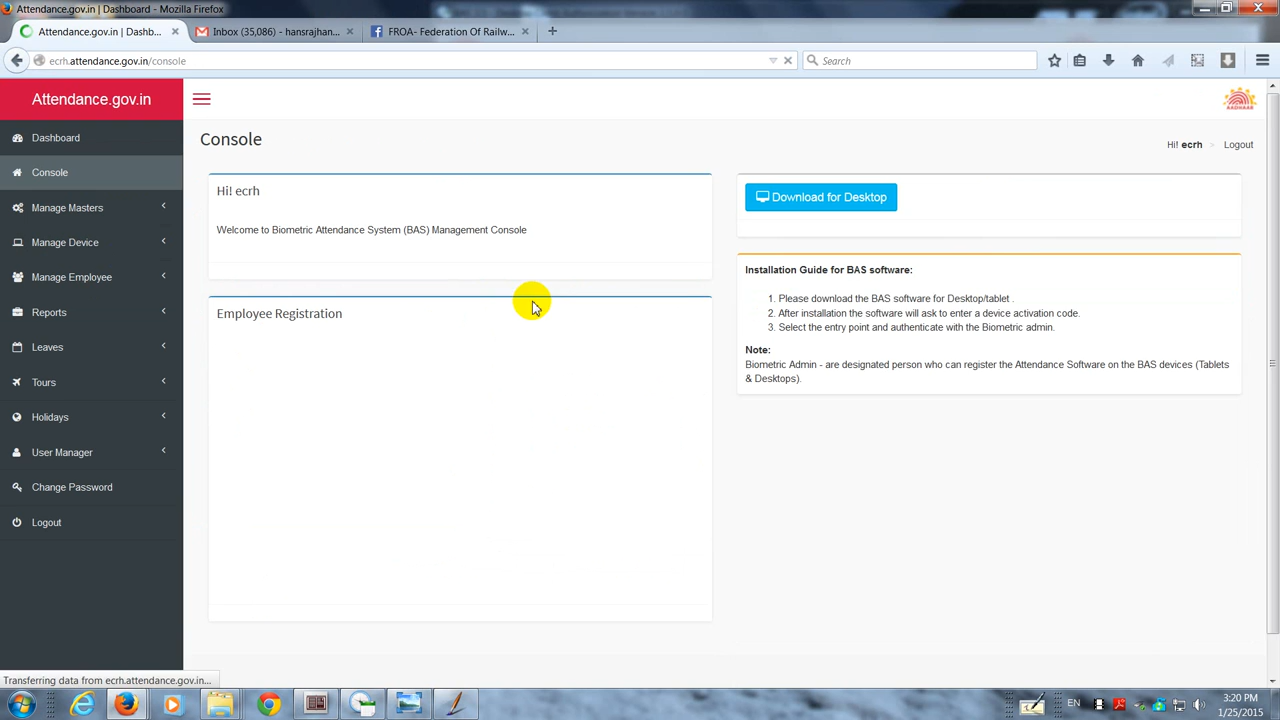 Attendance.gov.in | Dashboard - Mozilla Firefox
Attendance.gov.in | Dashb...
Inbox (35,086) - hansrajhan...
FROA- Federation Of Railw...
ecrh.attendance.gov.in/console
Search
Attendance.gov.in
AADHAAR
Dashboard
Console
Manage Masters
Manage Device
Manage Employee
Reports
Leaves
Tours
Holidays
User Manager
Change Password
Logout
Console
Hi! ecrh > Logout
Hi! ecrh
Welcome to Biometric Attendance System (BAS) Management Console
Employee Registration
Download for Desktop
Installation Guide for BAS software:
1. Please download the BAS software for Desktop/tablet .
2. After installation the software will ask to enter a device activation code.
3. Select the entry point and authenticate with the Biometric admin.
Note:
Biometric Admin - are designated person who can register the Attendance Software on the BAS devices (Tablets
& Desktops).
Transferring data from ecrh.attendance.gov.in...
EN
3:20 PM
1/25/2015